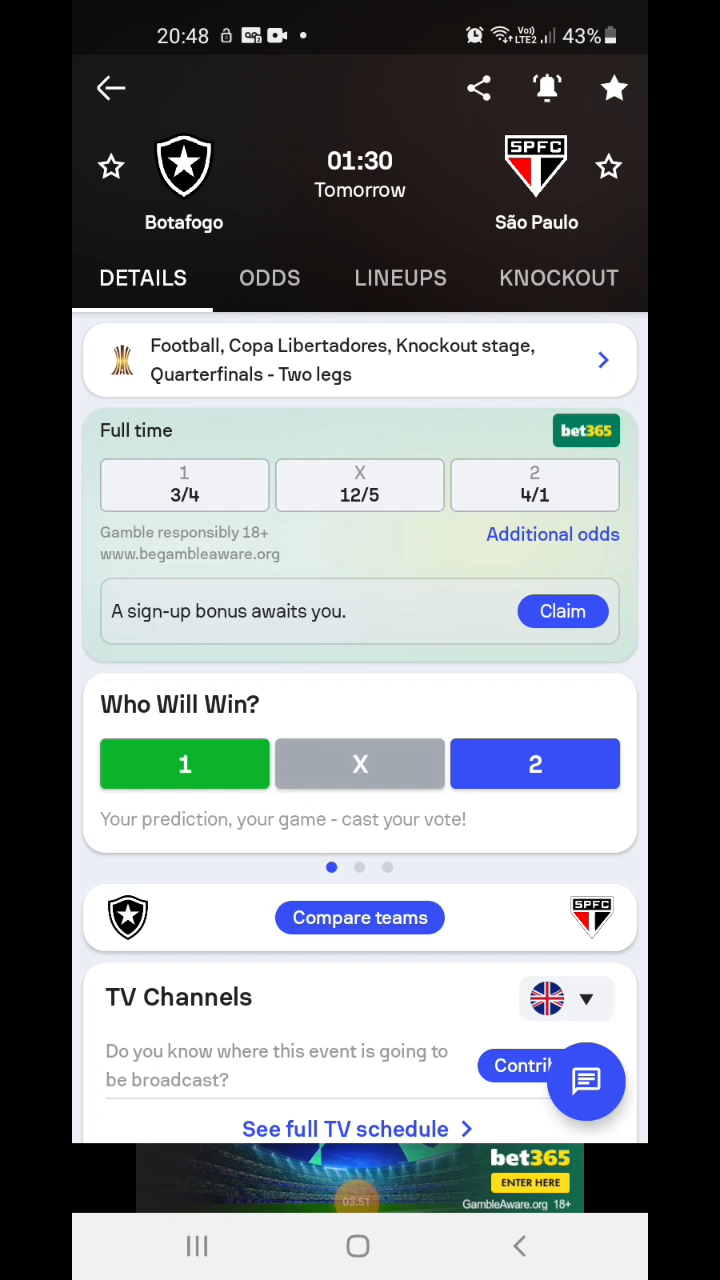 20:48
Vo)) LTE2 43%
01:30
Tomorrow
SPFC
Botafogo
São Paulo
DETAILS ODDS LINEUPS KNOCKOUT
Football, Copa Libertadores, Knockout stage,
Quarterfinals - Two legs
Full time
bet365
1 X 2
3/4 12/5 4/1
Gamble responsibly 18+
www.begambleaware.org
Additional odds
A sign-up bonus awaits you.
Claim
Who Will Win?
1 X 2
Your prediction, your game - cast your vote!
Compare teams
SPFC
TV Channels
Do you know where this event is going to
be broadcast?
Contri
See full TV schedule
bet365
ENTER HERE
03:51
GambleAware.org 18+